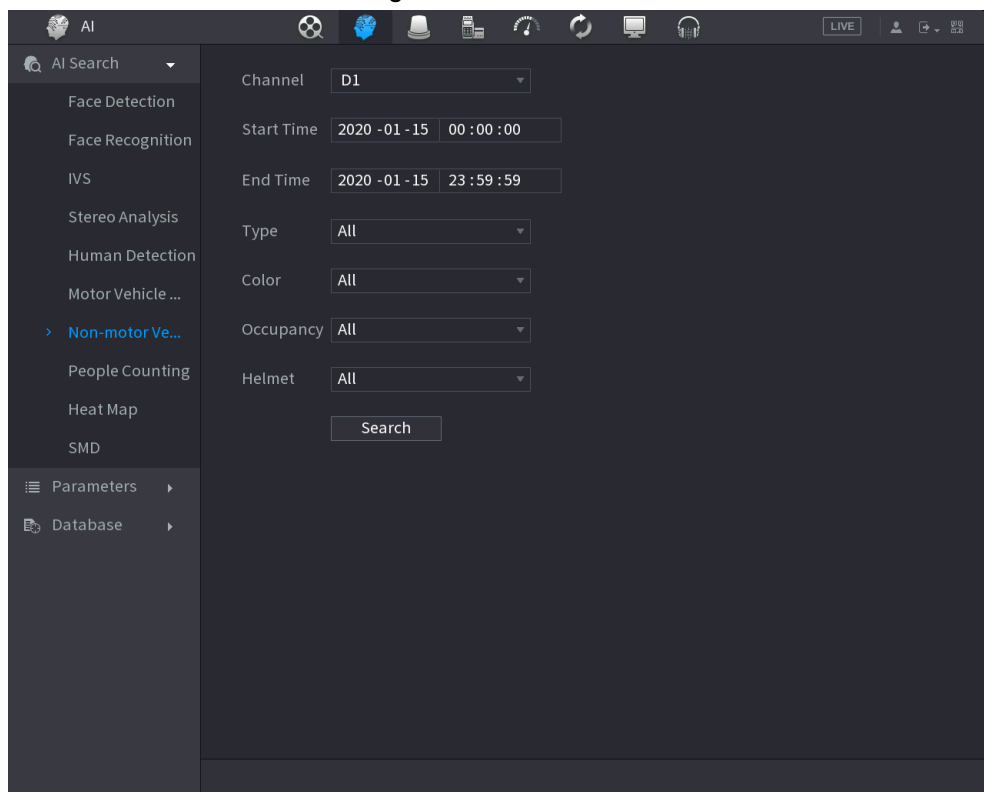 AI
LIVE
AI Search
Face Detection
Face Recognition
IVS
Stereo Analysis
Human Detection
Motor Vehicle ...
Non-motor Ve...
People Counting
Heat Map
SMD
Parameters
Database
Channel D1
Start Time 2020 -01 -15 00 :00 :00
End Time 2020 -01 -15 23 :59 :59
Type All
Color All
Occupancy All
Helmet All
Search